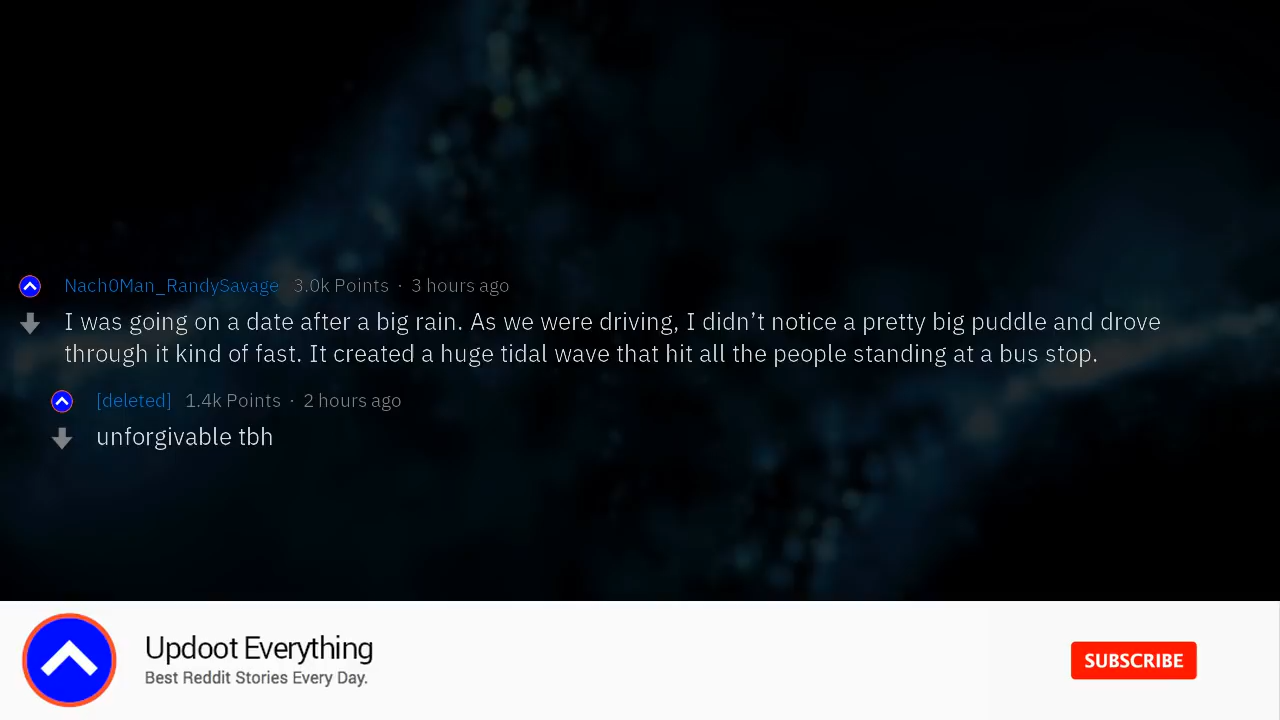 Nach0Man_RandySavage 3.0k Points · 3 hours ago
I was going on a date after a big rain. As we were driving, I didn’t notice a pretty big puddle and drove
through it kind of fast. It created a huge tidal wave that hit all the people standing at a bus stop.
[deleted] 1.4k Points · 2 hours ago
unforgivable tbh
Updoot Everything
Best Reddit Stories Every Day.
SUBSCRIBE